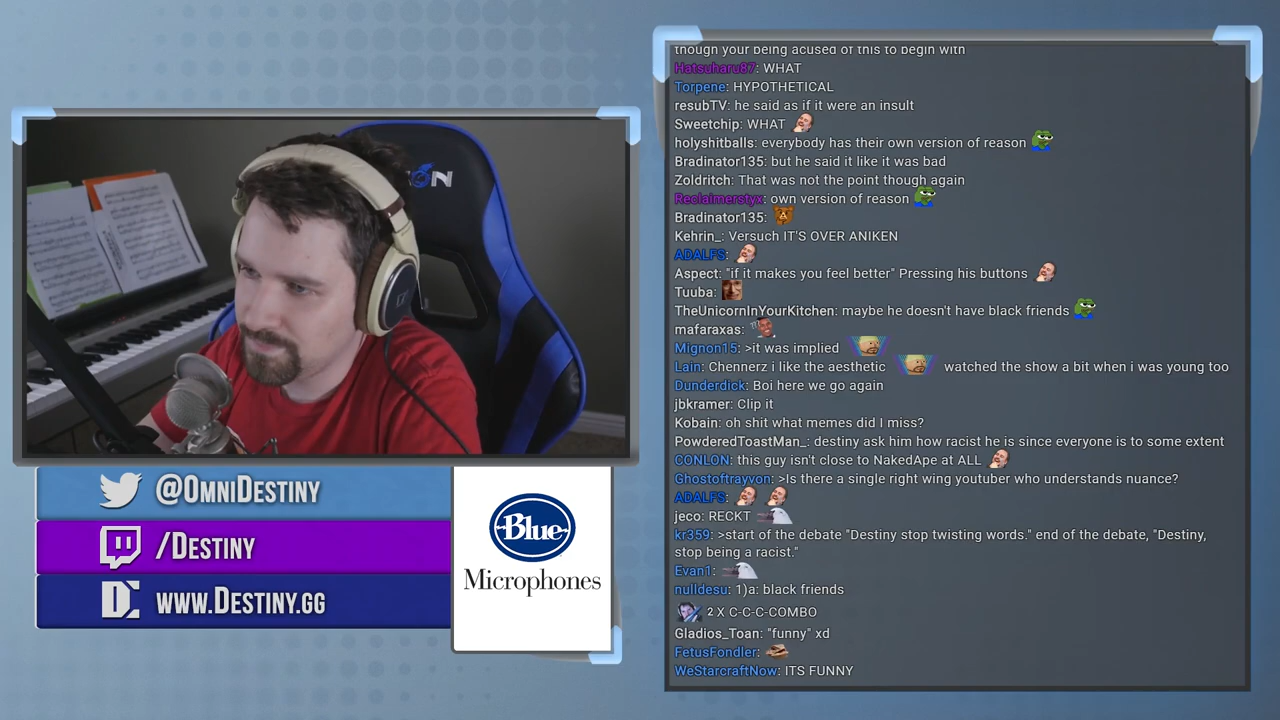 though your being acused of this to begin with
Hatsuharu87: WHAT
Torpene: HYPOTHETICAL
resubTV: he said as if it were an insult
Sweetchip: WHAT
holyshitballs: everybody has their own version of reason
Bradinator135: but he said it like it was bad
Zoldritch: That was not the point though again
Reclaimerstyx: own version of reason
Bradinator135:
Kehrin_: Versuch IT'S OVER ANIKEN
ADALFS:
Aspect: "if it makes you feel better" Pressing his buttons
Tuuba:
TheUnicornInYourKitchen: maybe he doesn't have black friends
mafaraxas:
Mignon15: >it was implied
Lain: Chennerz i like the aesthetic watched the show a bit when i was young too
Dunderdick: Boi here we go again
jbkramer: Clip it
Kobain: oh shit what memes did I miss?
PowderedToastMan_: destiny ask him how racist he is since everyone is to some extent
CONLON: this guy isn't close to NakedApe at ALL
Ghostoftrayvon: >Is there a single right wing youtuber who understands nuance?
ADALFS:
jeco: RECKT
kr359: >start of the debate "Destiny stop twisting words." end of the debate, "Destiny,
stop being a racist."
Evan1:
nulldesu: 1)a: black friends
2 X C-C-C-COMBO
Gladios_Toan: "funny" xd
FetusFondler:
WeStarcraftNow: ITS FUNNY
@OmniDestiny
/Destiny
www.Destiny.gg
Blue
Microphones